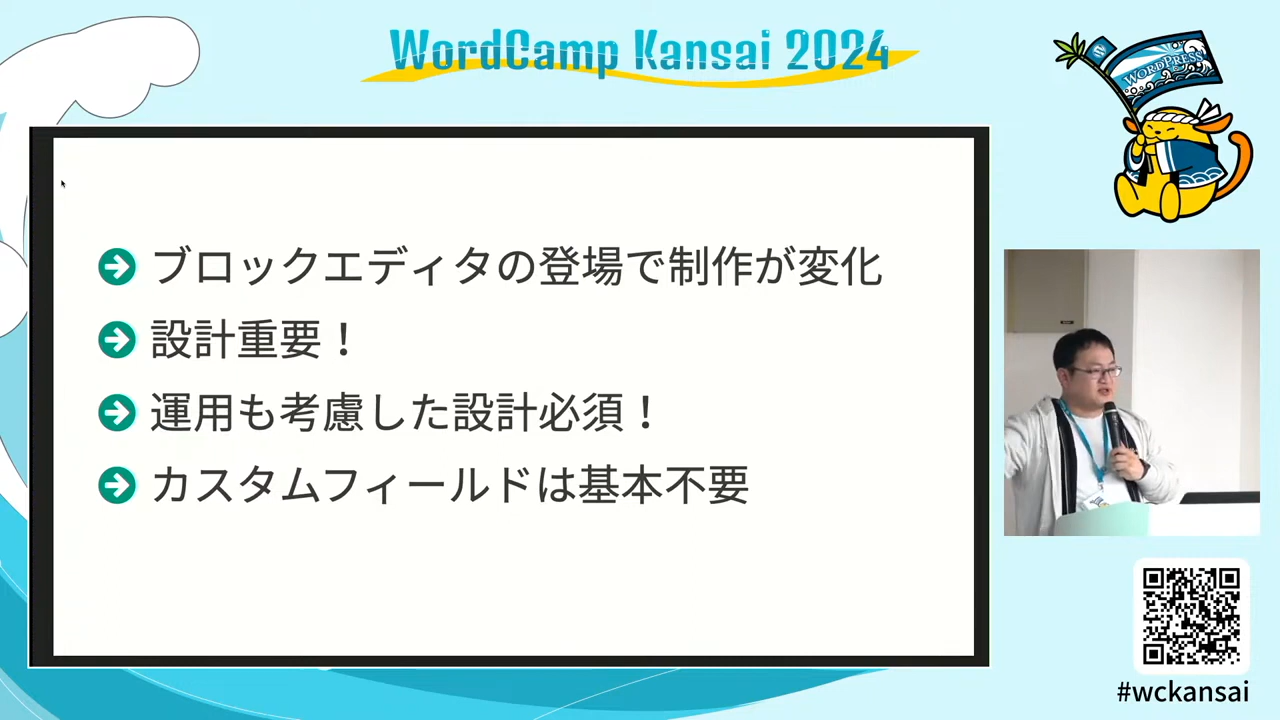 WordCamp Kansai 2024
W
WORDPRESS
ブロックエディタの登場で制作が変化
設計重要！
運用も考慮した設計必須！
カスタムフィールドは基本不要
#wckansai